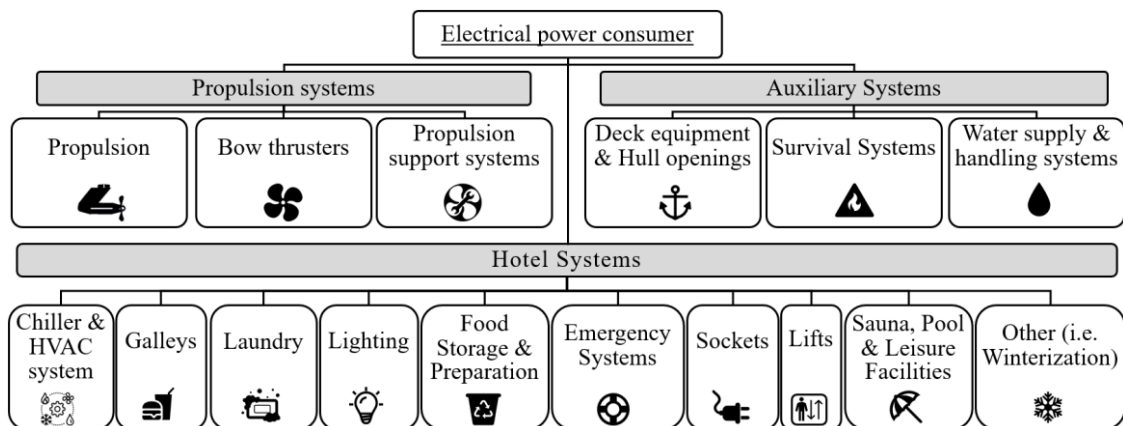 Electrical power consumer
Propulsion systems
Auxiliary Systems
Propulsion
Bow thrusters
Propulsion
support systems
Deck equipment
& Hull openings
Survival Systems
Water supply &
handling systems
Hotel Systems
Chiller &
HVAC
system
Galleys
Laundry
Lighting
Food
Storage &
Preparation
Emergency
Systems
Sockets
Lifts
Sauna, Pool
& Leisure
Facilities
Other (i.e.
Winterization)